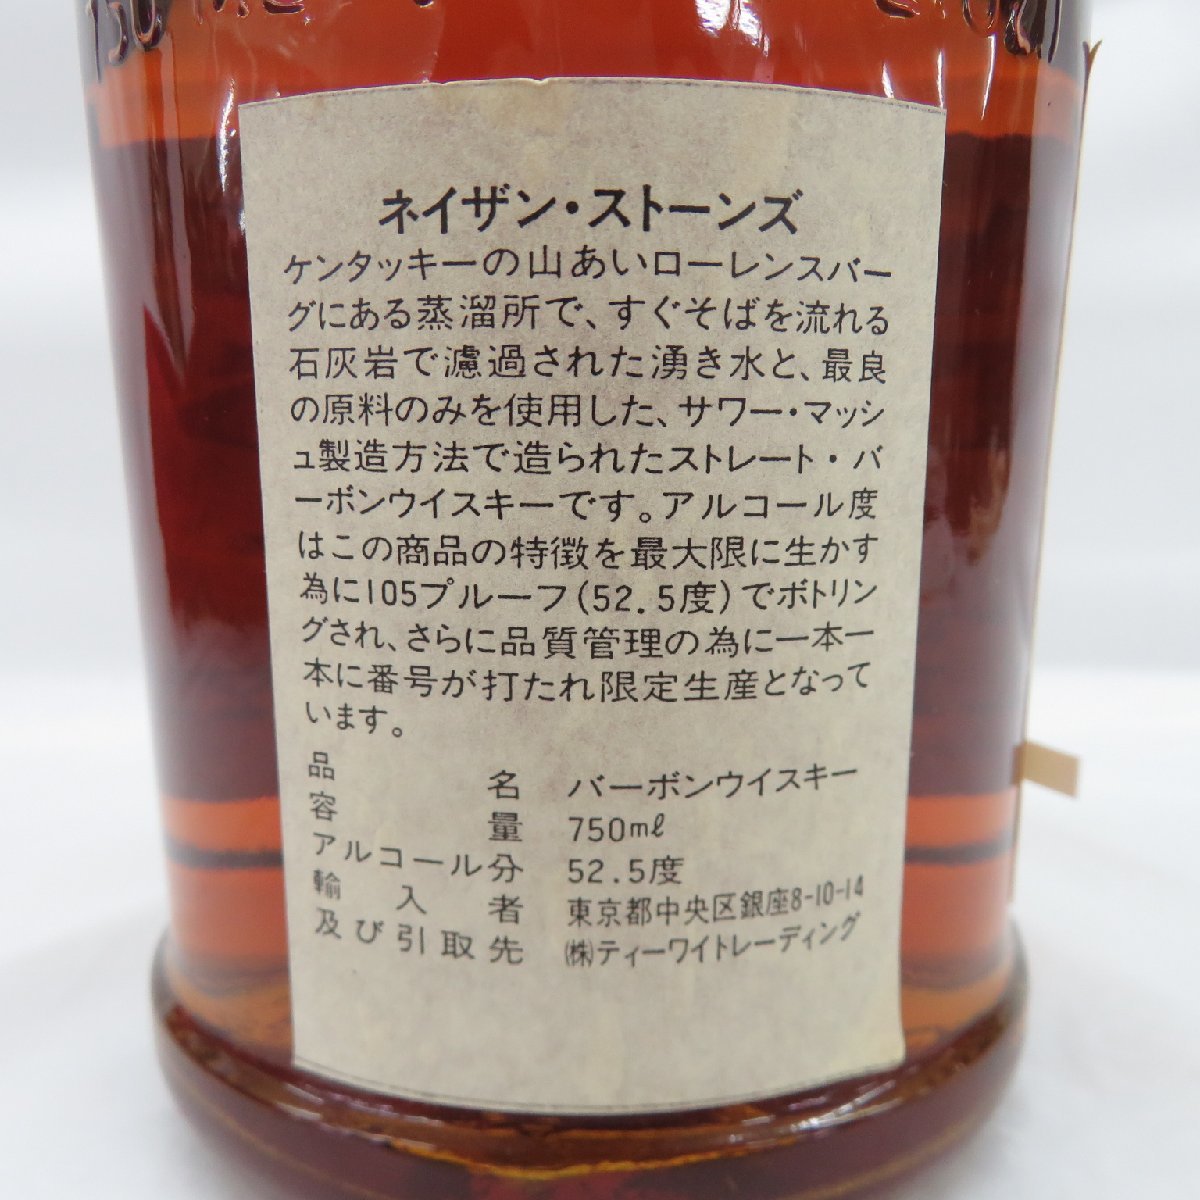 ネイザン・ストーンズ
ケンタッキーの山あいローレンスバー
グにある蒸溜所で、すぐそばを流れる
石灰岩で濾過された湧き水と、最良
の原料のみを使用した、サワー・マッシ
ュ製造方法で造られたストレート・バ
ーボンウイスキーです。アルコール度
はこの商品の特徴を最大限に生かす
為に105プルーフ(52.5度)でボトリン
グされ、さらに品質管理の為に一本一
本に番号が打たれ限定生産となって
います。
品名 バーボンウイスキー
容量 750ml
アルコール分 52.5度
輸入者 東京都中央区銀座8-10-14
及び引取先 ㈱ティーワイトレーディング